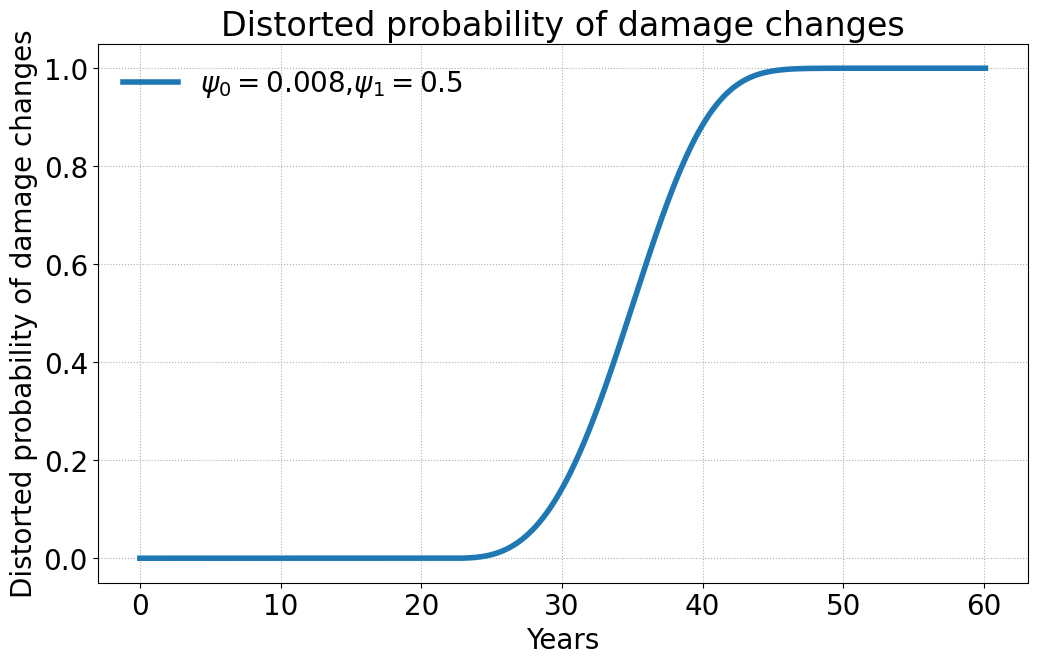 Distorted probability of damage changes
Distorted probability of damage changes
1.0
0.8
0.6
0.4
0.2
0.0
ψ₀ = 0.008,ψ₁ = 0.5
0 10 20 30 40 50 60
Years